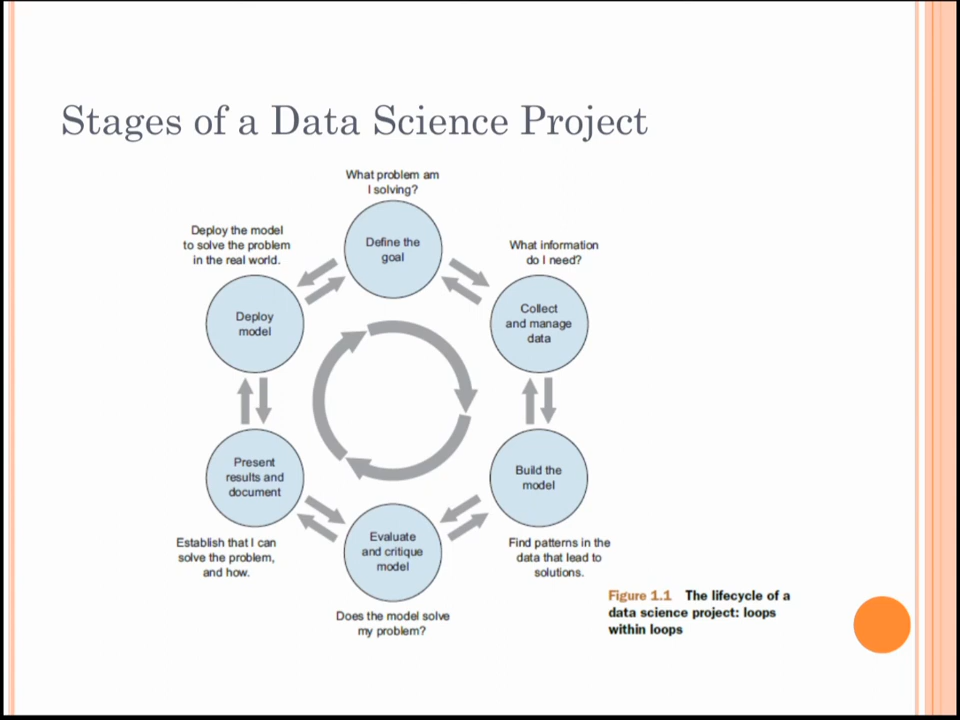 Stages of a Data Science Project
What problem am
I solving?
Define the
goal
What information
do I need?
Collect
and manage
data
Build the
model
Find patterns in the
data that lead to
solutions.
Evaluate
and critique
model
Does the model solve
my problem?
Present
results and
document
Establish that I can
solve the problem,
and how.
Deploy the model
to solve the problem
in the real world.
Deploy
model
Figure 1.1 The lifecycle of a
data science project: loops
within loops